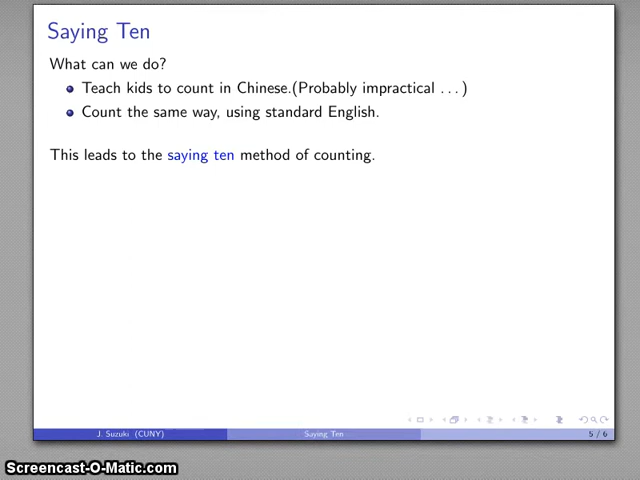 Saying Ten
What can we do?
Teach kids to count in Chinese.(Probably impractical ...)
Count the same way, using standard English.
This leads to the saying ten method of counting.
J. Suzuki (CUNY)
Saying Ten
5 / 6
Screencast-O-Matic.com